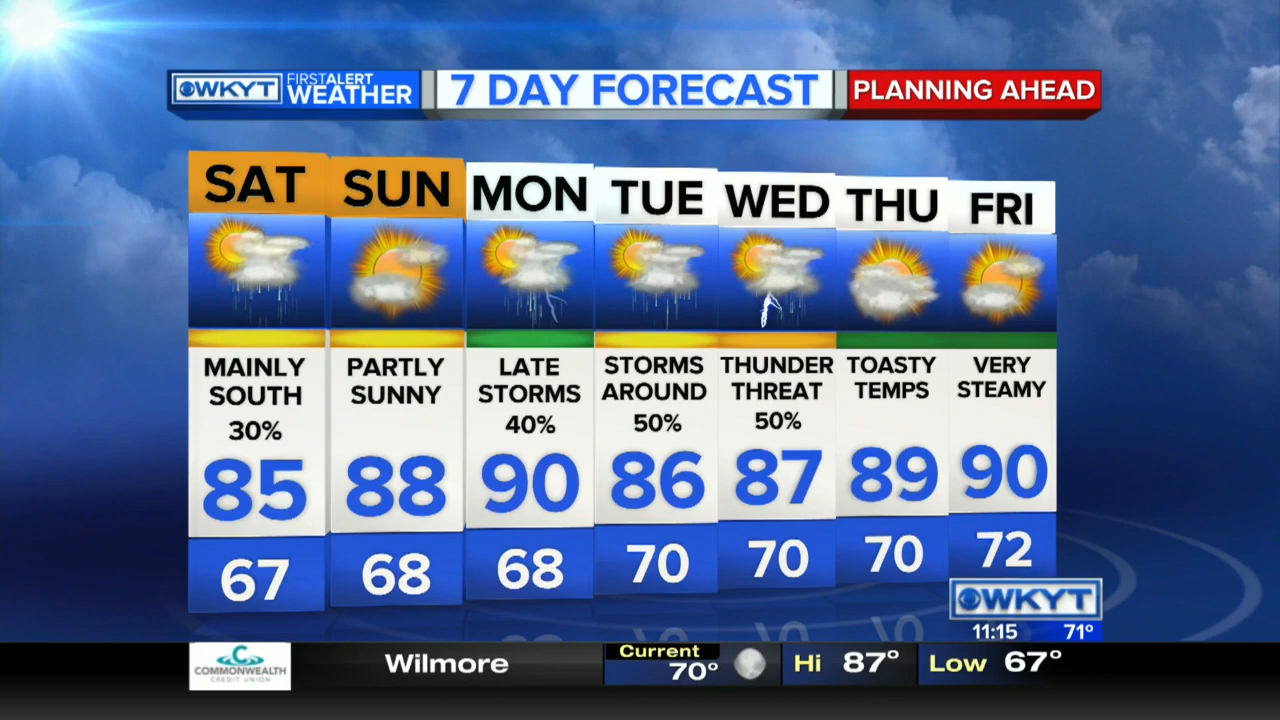 WKYT FIRST ALERT WEATHER
7 DAY FORECAST
PLANNING AHEAD
SAT
MAINLY
SOUTH
30%
85
67
SUN
PARTLY
SUNNY
88
68
MON
LATE
STORMS
40%
90
68
TUE
STORMS
AROUND
50%
86
70
WED
THUNDER
THREAT
50%
87
70
THU
TOASTY
TEMPS
89
70
FRI
VERY
STEAMY
90
72
WKYT
11:15 71°
COMMONWEALTH
CREDIT UNION
Wilmore
Current
70°
Hi 87°
Low 67°